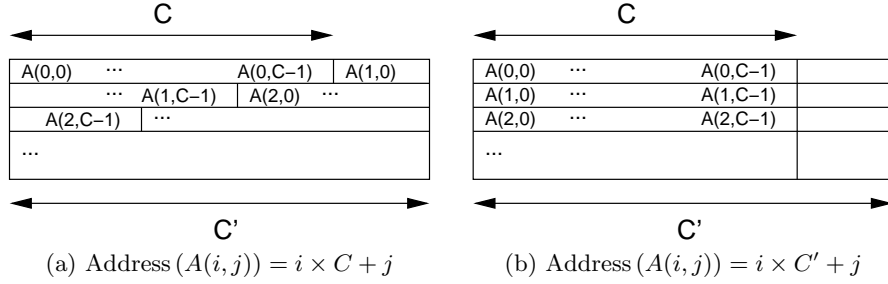 C
A(0,0) ... A(0,C−1) A(1,0)
... A(1,C−1) A(2,0) ...
A(2,C−1) ...
...
C'
(a) Address (A(i, j)) = i × C + j
C
A(0,0) ... A(0,C−1)
A(1,0) ... A(1,C−1)
A(2,0) ... A(2,C−1)
...
C'
(b) Address (A(i, j)) = i × C′ + j